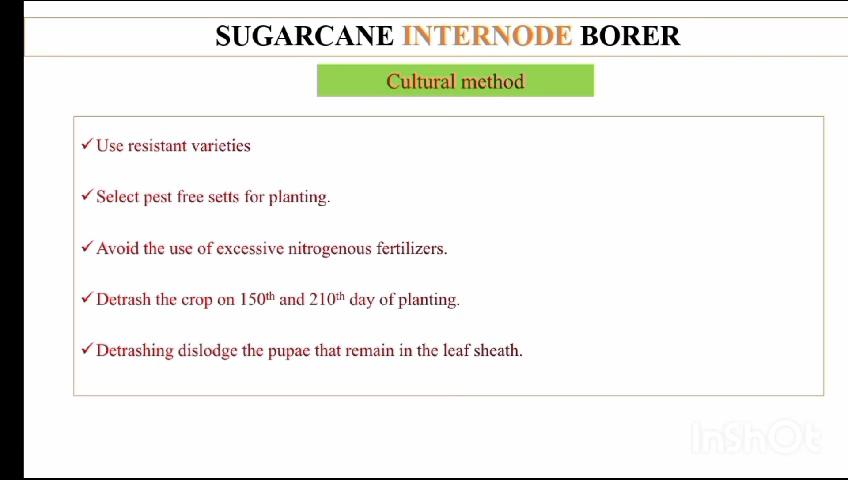 SUGARCANE INTERNODE BORER
Cultural method
✓Use resistant varieties
✓Select pest free setts for planting.
✓Avoid the use of excessive nitrogenous fertilizers.
✓Detrash the crop on 150th and 210th day of planting.
✓Detrashing dislodge the pupae that remain in the leaf sheath.
InShOt